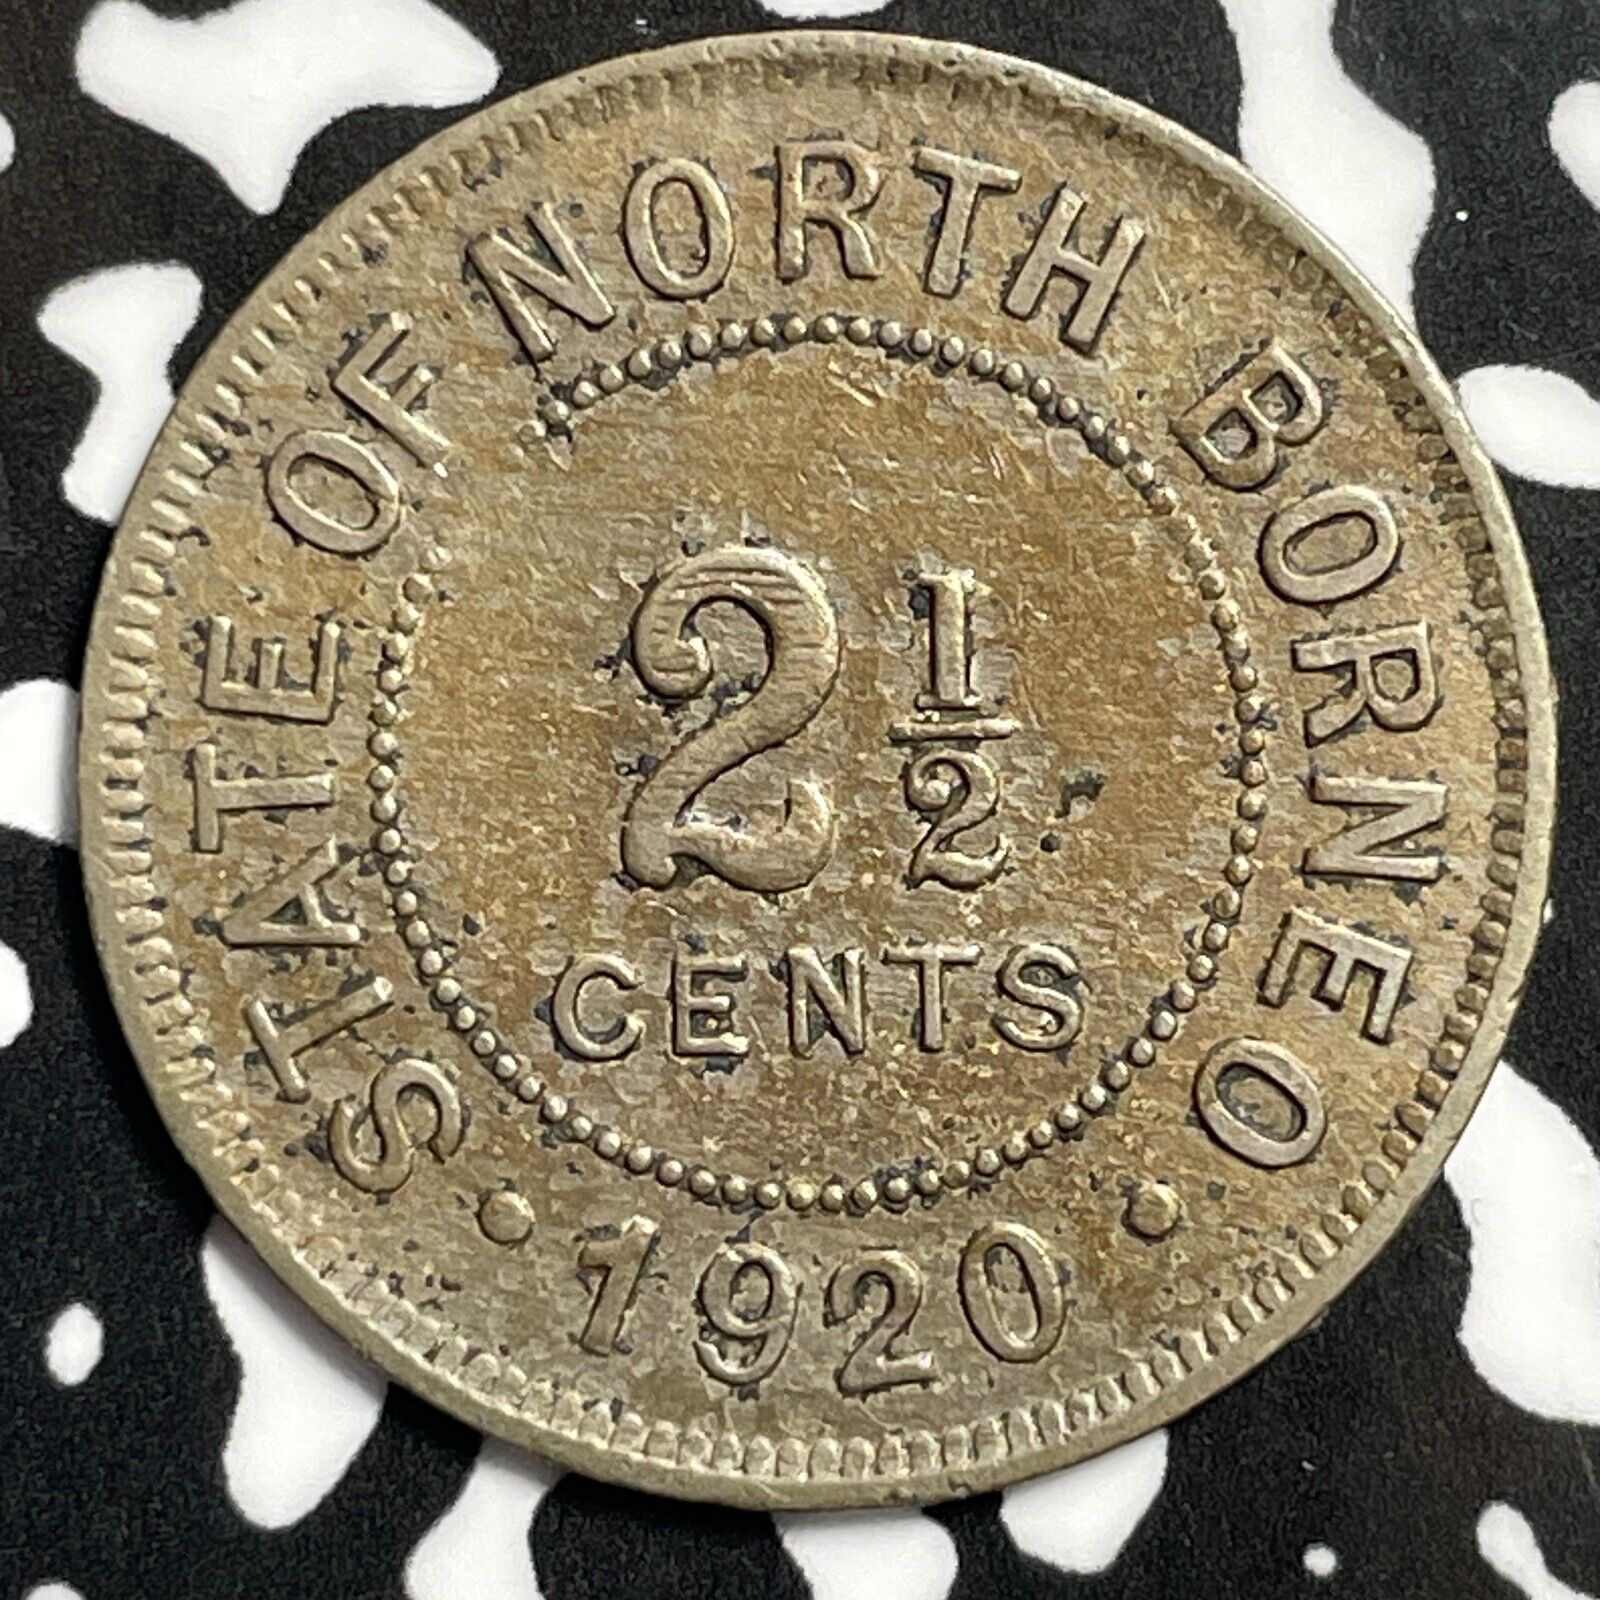 STATE OF NORTH BORNEO
2 1/2
CENTS
• 1920 •